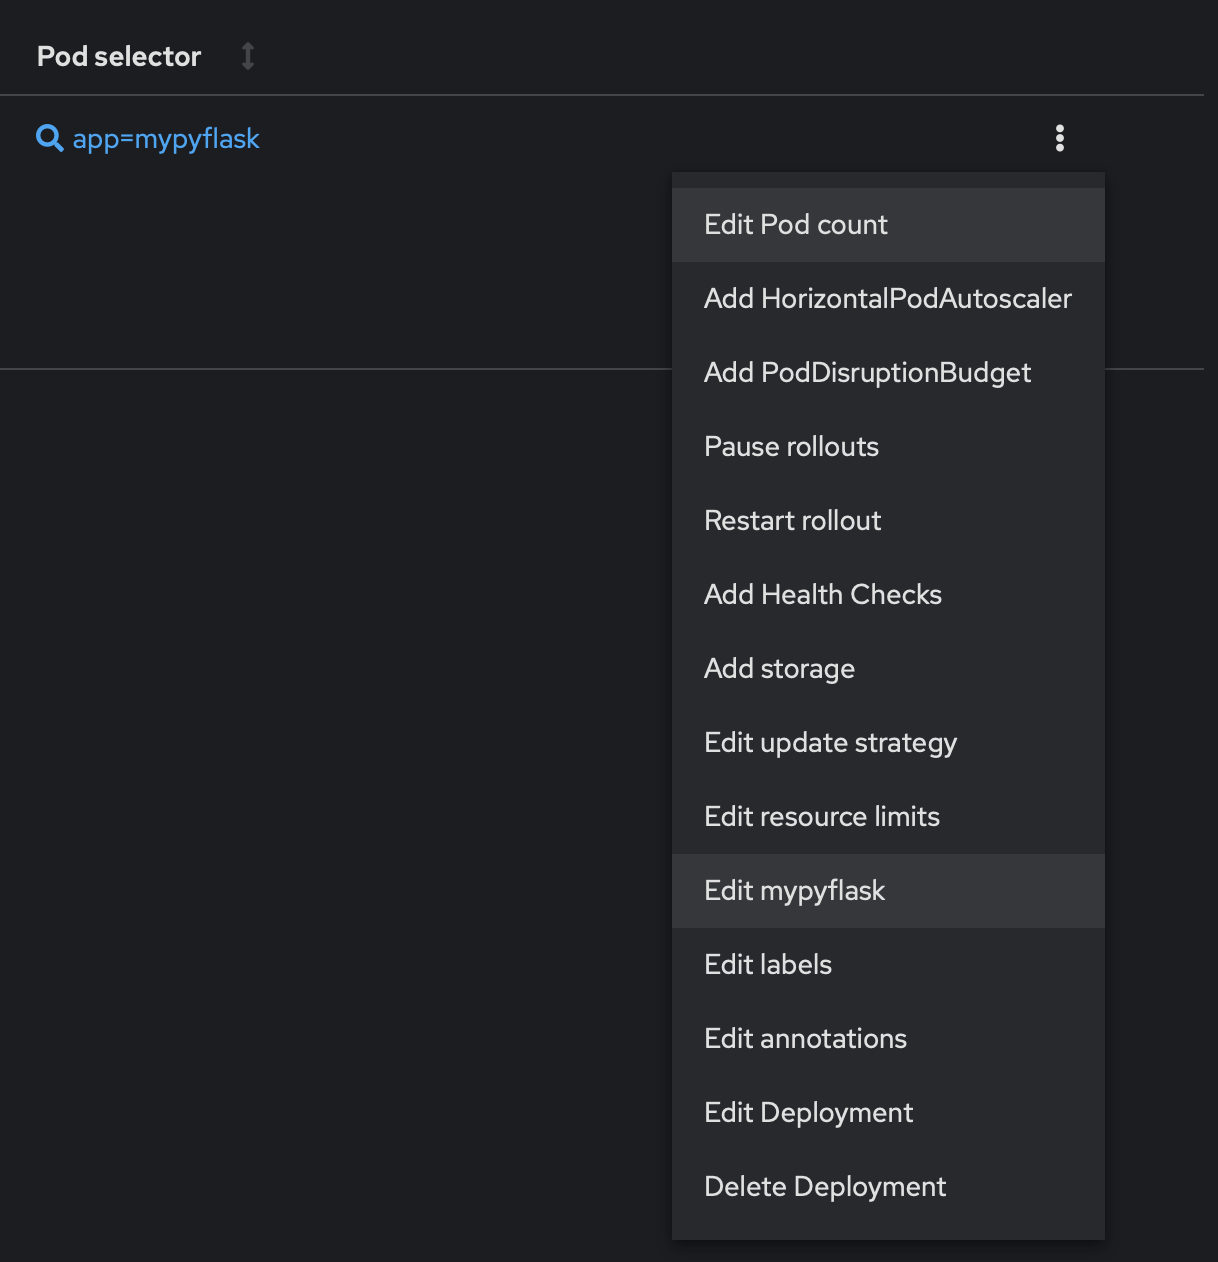 Pod selector
app=mypyflask
Edit Pod count
Add HorizontalPodAutoscaler
Add PodDisruptionBudget
Pause rollouts
Restart rollout
Add Health Checks
Add storage
Edit update strategy
Edit resource limits
Edit mypyflask
Edit labels
Edit annotations
Edit Deployment
Delete Deployment